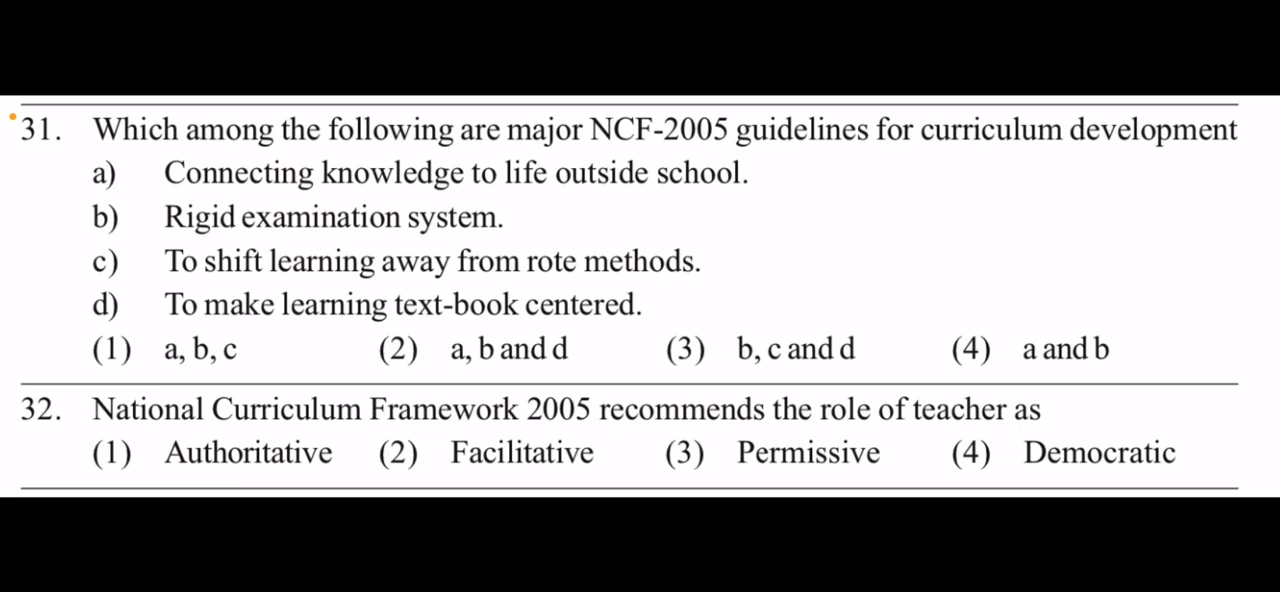 31. Which among the following are major NCF-2005 guidelines for curriculum development
a) Connecting knowledge to life outside school.
b) Rigid examination system.
c) To shift learning away from rote methods.
d) To make learning text-book centered.
(1) a, b, c (2) a, b and d (3) b, c and d (4) a and b
32. National Curriculum Framework 2005 recommends the role of teacher as
(1) Authoritative (2) Facilitative (3) Permissive (4) Democratic